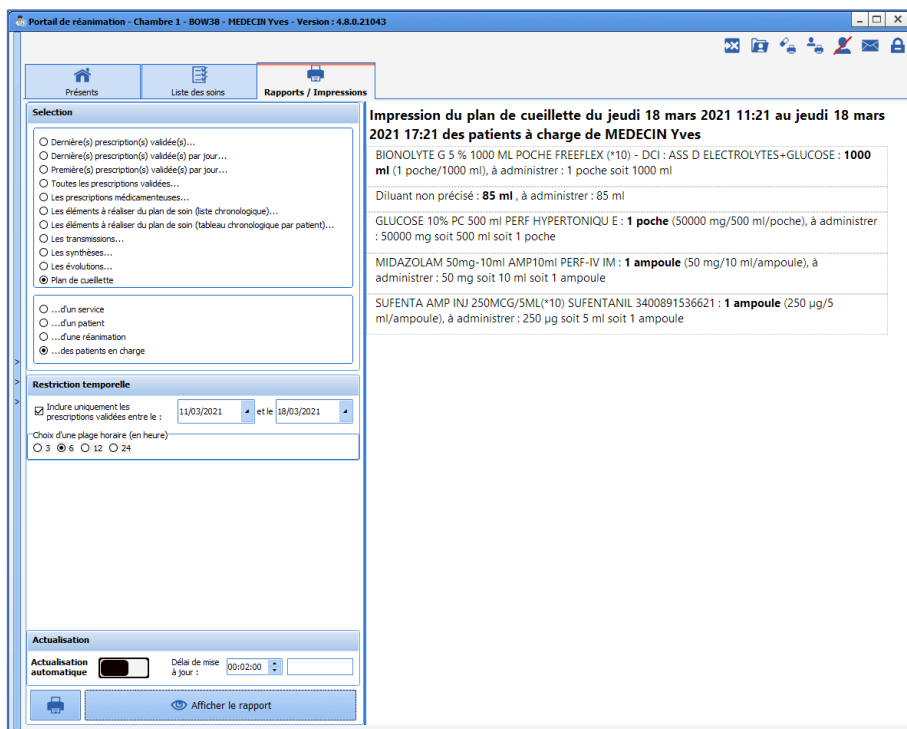 Portail de réanimation - Chambre 1 - BOW38 - MEDECIN Yves - Version : 4.8.0.21043
Présents
Liste des soins
Rapports / Impressions
Selection
Dernière(s) prescription(s) validée(s)...
Dernière(s) prescription(s) validée(s) par jour...
Première(s) prescription(s) validée(s) par jour...
Toutes les prescriptions validées...
Les prescriptions médicamenteuses...
Les éléments à réaliser du plan de soin (liste chronologique)...
Les éléments à réaliser du plan de soin (tableau chronologique par patient)...
Les transmissions...
Les synthèses...
Les évolutions...
Plan de cueillette
...d'un service
...d'un patient
...d'une réanimation
...des patients en charge
Restriction temporelle
Inclure uniquement les
prescriptions validées entre le : 11/03/2021 et le 18/03/2021
Choix d'une plage horaire (en heure)
3 6 12 24
Actualisation
Actualisation
automatique
Délai de mise
à jour : 00:02:00
Afficher le rapport
Impression du plan de cueillette du jeudi 18 mars 2021 11:21 au jeudi 18 mars
2021 17:21 des patients à charge de MEDECIN Yves
BIONOLYTE G 5 % 1000 ML POCHE FREEFLEX (*10) - DCI : ASS D ELECTROLYTES+GLUCOSE : 1000
ml (1 poche/1000 ml), à administrer : 1 poche soit 1000 ml
Diluant non précisé : 85 ml , à administrer : 85 ml
GLUCOSE 10% PC 500 ml PERF HYPERTONIQU E : 1 poche (50000 mg/500 ml/poche), à administrer
: 50000 mg soit 500 ml soit 1 poche
MIDAZOLAM 50mg-10ml AMP10ml PERF-IV IM : 1 ampoule (50 mg/10 ml/ampoule), à
administrer : 50 mg soit 10 ml soit 1 ampoule
SUFENTA AMP INJ 250MCG/5ML(*10) SUFENTANIL 3400891536621 : 1 ampoule (250 µg/5
ml/ampoule), à administrer : 250 µg soit 5 ml soit 1 ampoule